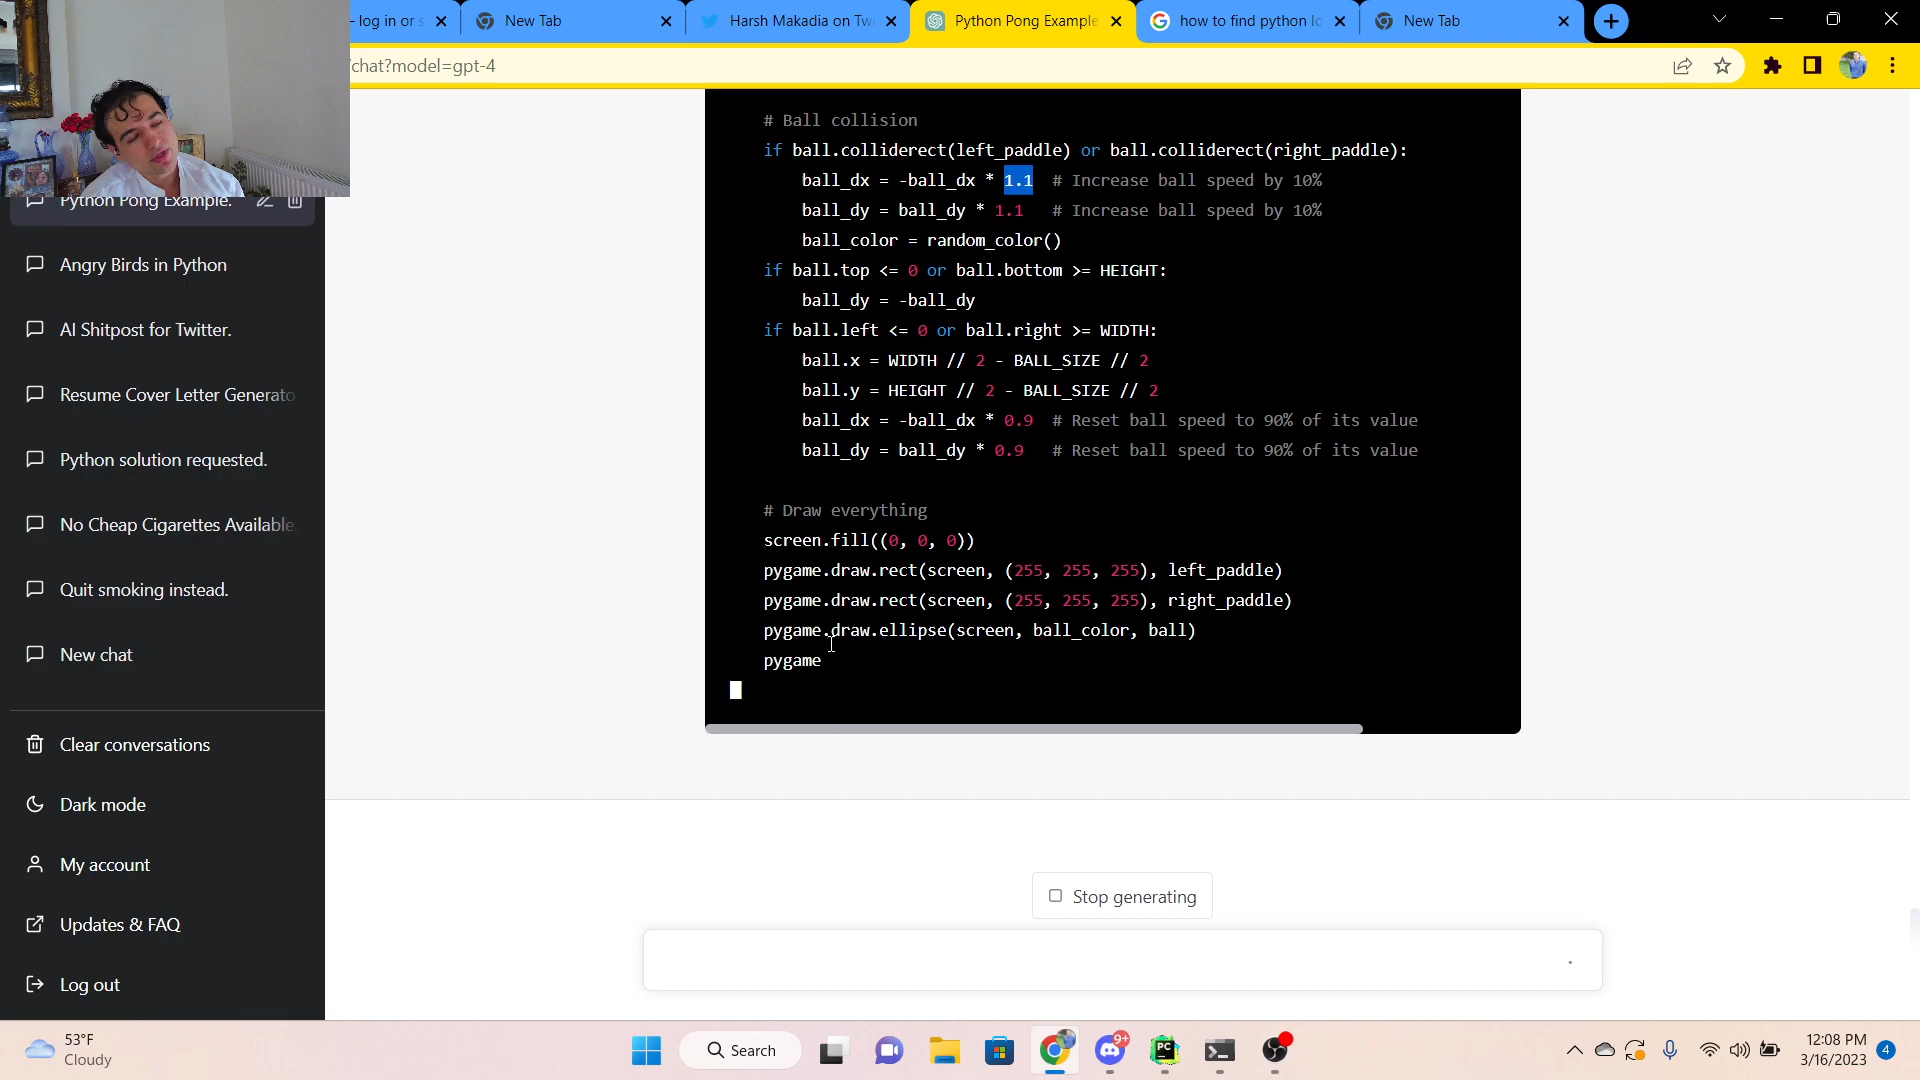 - log in or s
New Tab
Harsh Makadia on Twi
Python Pong Example
how to find python lo
New Tab
/chat?model=gpt-4
Python Pong Example.
Angry Birds in Python
AI Shitpost for Twitter.
Resume Cover Letter Generato
Python solution requested.
No Cheap Cigarettes Available.
Quit smoking instead.
New chat
Clear conversations
Dark mode
My account
Updates & FAQ
Log out
# Ball collision
if ball.colliderect(left_paddle) or ball.colliderect(right_paddle):
ball_dx = -ball_dx * 1.1  # Increase ball speed by 10%
ball_dy = ball_dy * 1.1   # Increase ball speed by 10%
ball_color = random_color()
if ball.top <= 0 or ball.bottom >= HEIGHT:
ball_dy = -ball_dy
if ball.left <= 0 or ball.right >= WIDTH:
ball.x = WIDTH // 2 - BALL_SIZE // 2
ball.y = HEIGHT // 2 - BALL_SIZE // 2
ball_dx = -ball_dx * 0.9  # Reset ball speed to 90% of its value
ball_dy = ball_dy * 0.9   # Reset ball speed to 90% of its value
# Draw everything
screen.fill((0, 0, 0))
pygame.draw.rect(screen, (255, 255, 255), left_paddle)
pygame.draw.rect(screen, (255, 255, 255), right_paddle)
pygame.draw.ellipse(screen, ball_color, ball)
pygame
Stop generating
53°F
Cloudy
Search
9+
PC
12:08 PM
3/16/2023
4